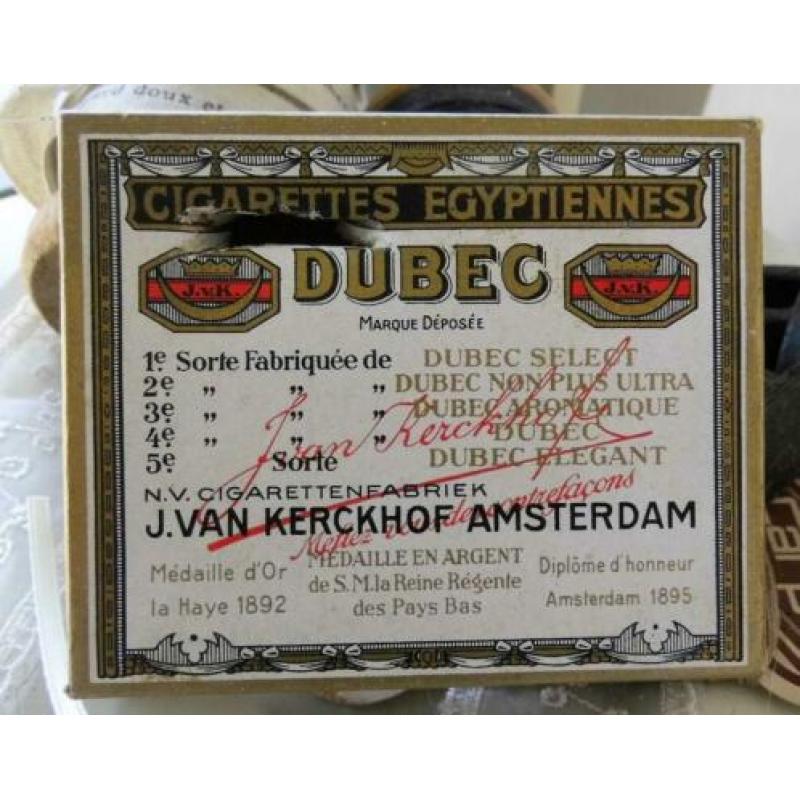 doux et
CIGARETTES EGYPTIENNES
DUBEC
J.v.K.
J.v.K.
MARQUE DÉPOSÉE
1e Sorte Fabriquée de DUBEC SELECT
2e " " " DUBEC NON PLUS ULTRA
3e " " " DUBEC AROMATIQUE
4e " " " DUBEC
5e Sorte DUBEC ELEGANT
J van Kerckhof
N.V. CIGARETTENFABRIEK
Méfiez vous des contrefaçons
J. VAN KERCKHOF AMSTERDAM
Médaille d'Or
la Haye 1892
MÉDAILLE EN ARGENT
de S. M. la Reine Régente
des Pays Bas
Diplôme d'honneur
Amsterdam 1895